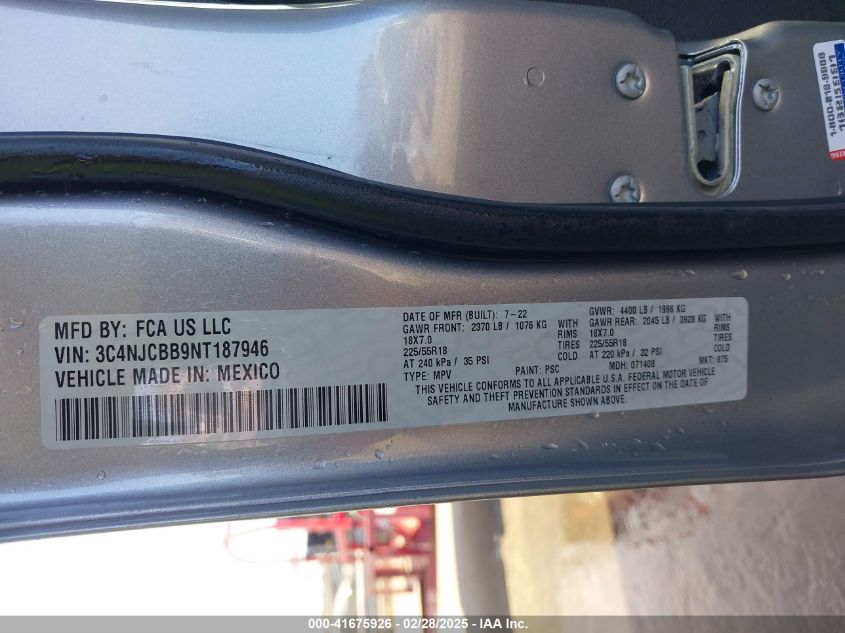 1-800-218-9888
MFD BY: FCA US LLC
VIN: 3C4NJCBB9NT187946
VEHICLE MADE IN: MEXICO
DATE OF MFR (BUILT): 7-22
GVWR: 4400 LB / 1996 KG
GAWR FRONT: 2370 LB / 1076 KG WITH
18X7.0 RIMS
225/55R18 TIRES
AT 240 kPa / 35 PSI
GAWR REAR: 2045 LB / 0928 KG WITH
18X7.0 RIMS
225/55R18 TIRES
AT 220 kPa / 32 PSI
TYPE: MPV PAINT: PSC MDH: 071408 MKT: 875
THIS VEHICLE CONFORMS TO ALL APPLICABLE U.S.A. FEDERAL MOTOR VEHICLE
SAFETY AND THEFT PREVENTION STANDARDS IN EFFECT ON THE DATE OF
MANUFACTURE SHOWN ABOVE.
000-41675926 - 02/28/2025 - IAA Inc.